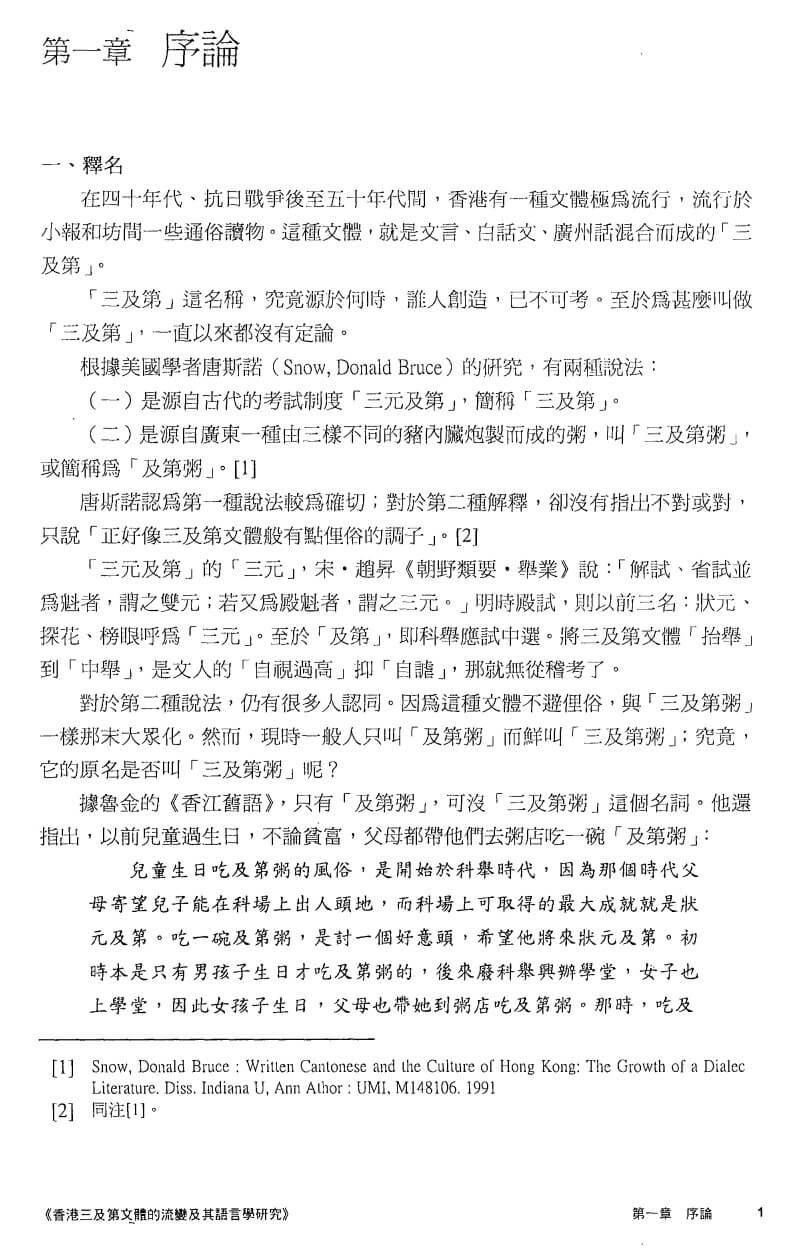 第一章　序論
一、釋名
在四十年代、抗日戰爭後至五十年代間，香港有一種文體極爲流行，流行於
小報和坊間一些通俗讀物。這種文體，就是文言、白話文、廣州話混合而成的「三
及第」。
「三及第」這名稱，究竟源於何時，誰人創造，已不可考。至於爲甚麼叫做
「三及第」，一直以來都沒有定論。
根據美國學者唐斯諾（Snow, Donald Bruce）的研究，有兩種說法：
（一）是源自古代的考試制度「三元及第」，簡稱「三及第」。
（二）是源自廣東一種由三樣不同的豬內臟炮製而成的粥，叫「三及第粥」，
或簡稱爲「及第粥」。[1]
唐斯諾認爲第一種說法較爲確切；對於第二種解釋，卻沒有指出不對或對，
只說「正好像三及第文體般有點俚俗的調子」。[2]
「三元及第」的「三元」，宋・趙昇《朝野類要・舉業》說：「解試、省試並
爲魁者，謂之雙元；若又爲殿魁者，謂之三元。」明時殿試，則以前三名：狀元、
探花、榜眼呼爲「三元」。至於「及第」，即科舉應試中選。將三及第文體「抬舉」
到「中舉」，是文人的「自視過高」抑「自謔」，那就無從稽考了。
對於第二種說法，仍有很多人認同。因爲這種文體不避俚俗，與「三及第粥」
一樣那末大眾化。然而，現時一般人只叫「及第粥」而鮮叫「三及第粥」；究竟，
它的原名是否叫「三及第粥」呢？
據魯金的《香江舊語》，只有「及第粥」，可沒「三及第粥」這個名詞。他還
指出，以前兒童過生日，不論貧富，父母都帶他們去粥店吃一碗「及第粥」：
兒童生日吃及第粥的風俗，是開始於科舉時代，因為那個時代父
母寄望兒子能在科場上出人頭地，而科場上可取得的最大成就就是狀
元及第。吃一碗及第粥，是討一個好意頭，希望他將來狀元及第。初
時本是只有男孩子生日才吃及第粥的，後來廢科舉興辦學堂，女子也
上學堂，因此女孩子生日，父母也帶她到粥店吃及第粥。那時，吃及
[1] Snow, Donald Bruce : Written Cantonese and the Culture of Hong Kong: The Growth of a Dialec
Literature. Diss. Indiana U, Ann Athor : UMI, M148106. 1991
[2] 同注[1]。
《香港三及第文體的流變及其語言學研究》　第一章　序論　1